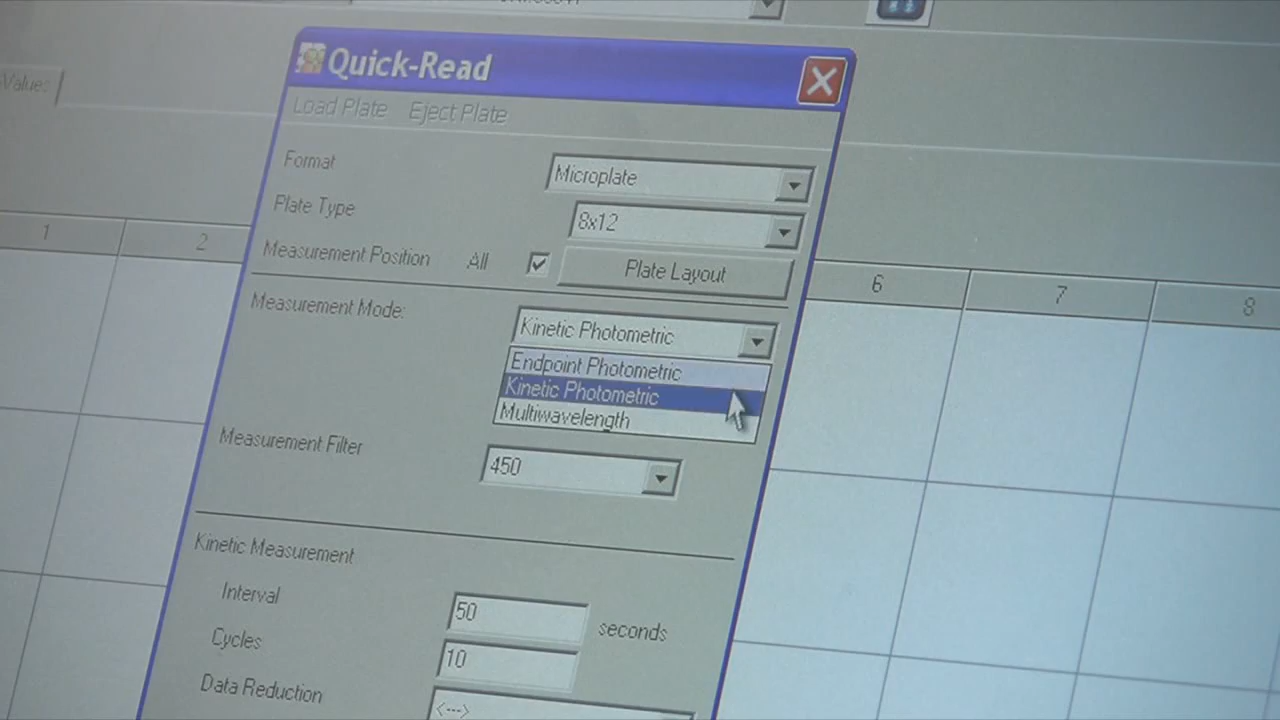 Quick-Read
Load Plate Eject Plate
Values
Format Microplate
Plate Type 8x12
Measurement Position All Plate Layout
1 2 6 7 8
Measurement Mode: Kinetic Photometric
Endpoint Photometric
Kinetic Photometric
Multiwavelength
Measurement Filter 450
Kinetic Measurement
Interval 50 seconds
Cycles 10
Data Reduction <--->